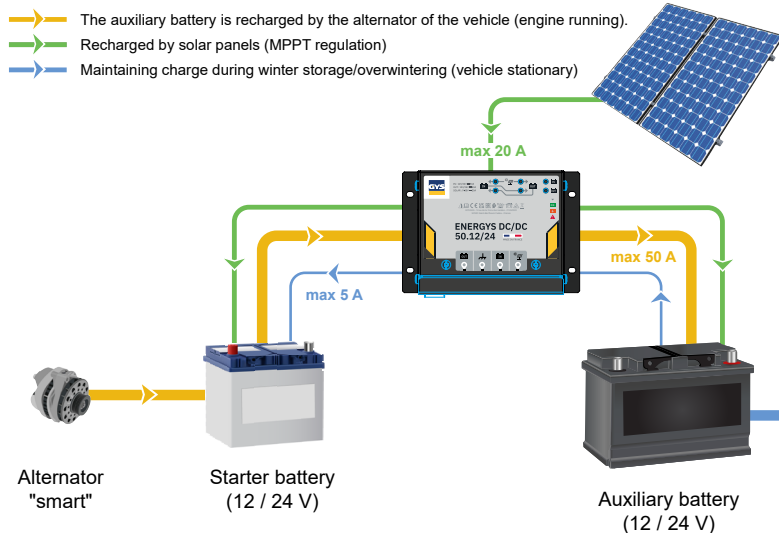 The auxiliary battery is recharged by the alternator of the vehicle (engine running).
Recharged by solar panels (MPPT regulation)
Maintaining charge during winter storage/overwintering (vehicle stationary)
max 20 A
GYS
ENERGYS DC/DC
50.12/24
max 50 A
max 5 A
Alternator
"smart"
Starter battery
(12 / 24 V)
Auxiliary battery
(12 / 24 V)